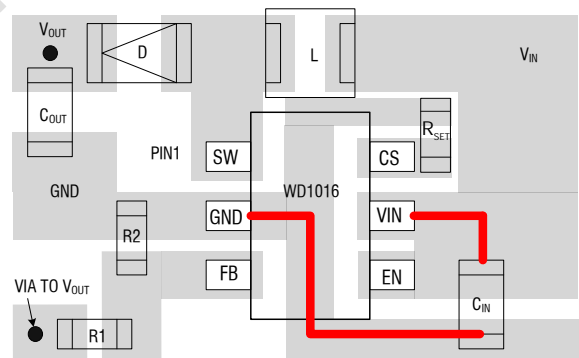 VOUT
D
L
VIN
COUT
RSET
PIN1
SW
CS
GND
WD1016
GND
VIN
R2
FB
EN
VIA TO VOUT
CIN
R1